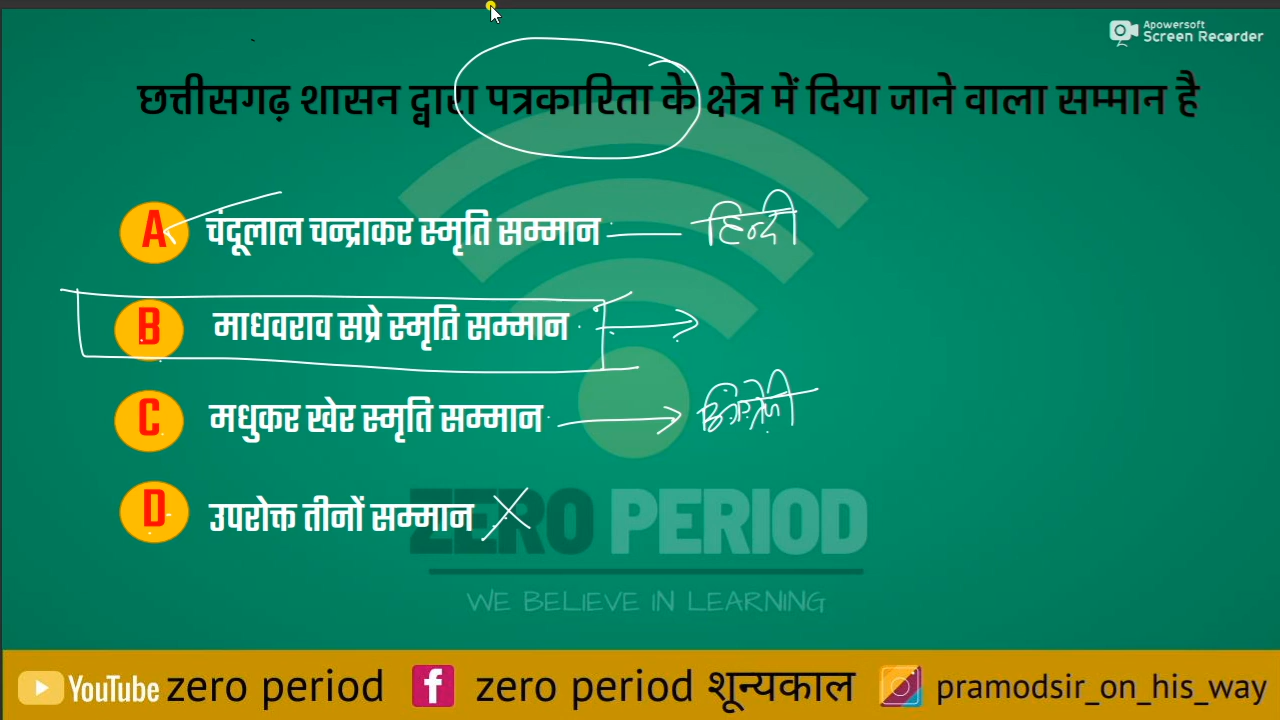 Apowersoft
Screen Recorder
छत्तीसगढ़ शासन द्वारा पत्रकारिता के क्षेत्र में दिया जाने वाला सम्मान है
A चंदूलाल चन्द्राकर स्मृति सम्मान हिन्दी
B माधवराव सप्रे स्मृति सम्मान
C मधुकर खेर स्मृति सम्मान
D उपरोक्त तीनों सम्मान
ZERO PERIOD
WE BELIEVE IN LEARNING
YouTube zero period f zero period शून्यकाल pramodsir_on_his_way